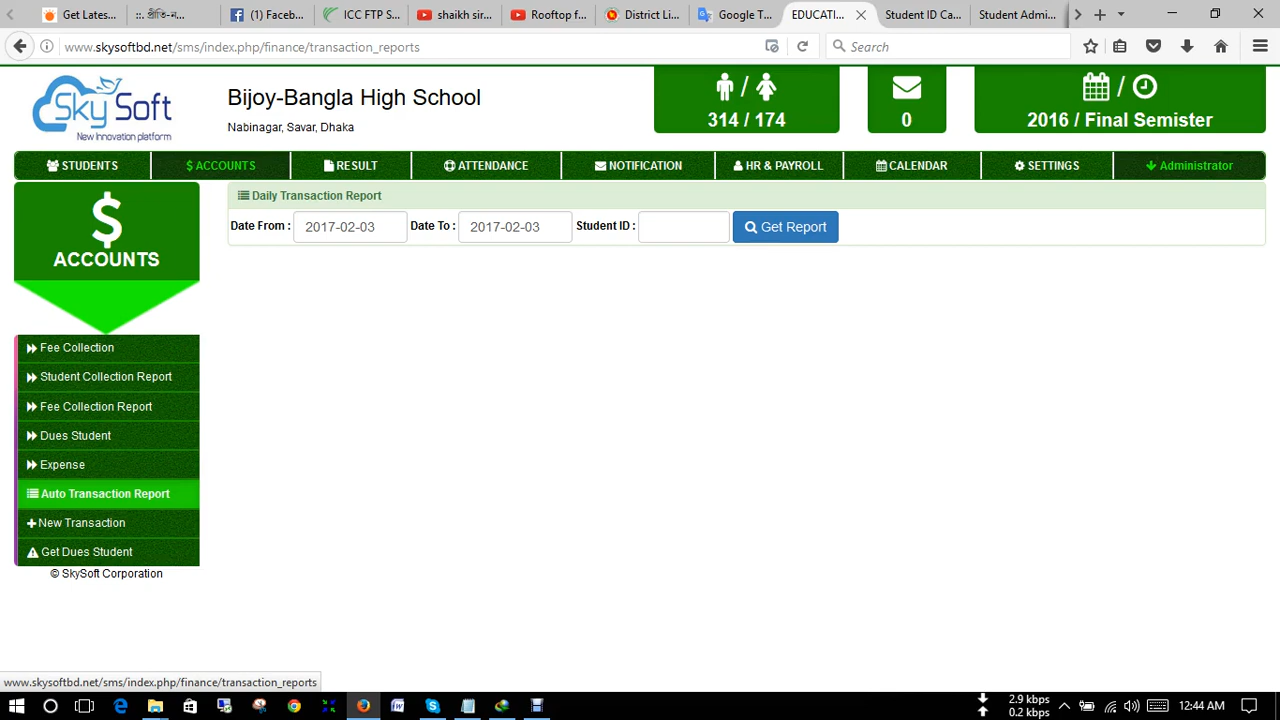 Get Lates...
:: প্রীতি-ন...
(1) Faceb...
ICC FTP S...
shaikh sir...
Rooftop f...
District Li...
Google T...
EDUCATI...
Student ID Ca...
Student Admi...
www.skysoftbd.net/sms/index.php/finance/transaction_reports
Search
Sky Soft
New Innovation platform
Bijoy-Bangla High School
Nabinagar, Savar, Dhaka
/
314 / 174
0
/
2016 / Final Semister
STUDENTS
$ ACCOUNTS
RESULT
ATTENDANCE
NOTIFICATION
HR & PAYROLL
CALENDAR
SETTINGS
Administrator
$
ACCOUNTS
Daily Transaction Report
Date From : 2017-02-03 Date To : 2017-02-03 Student ID : Get Report
Fee Collection
Student Collection Report
Fee Collection Report
Dues Student
Expense
Auto Transaction Report
New Transaction
Get Dues Student
© SkySoft Corporation
www.skysoftbd.net/sms/index.php/finance/transaction_reports
2.9 kbps
0.2 kbps
12:44 AM